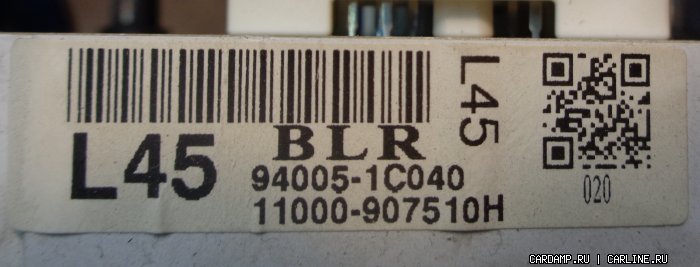 L45
BLR
94005-1C040
11000-907510H
L45
020
CARDAMP.RU | CARLINE.RU